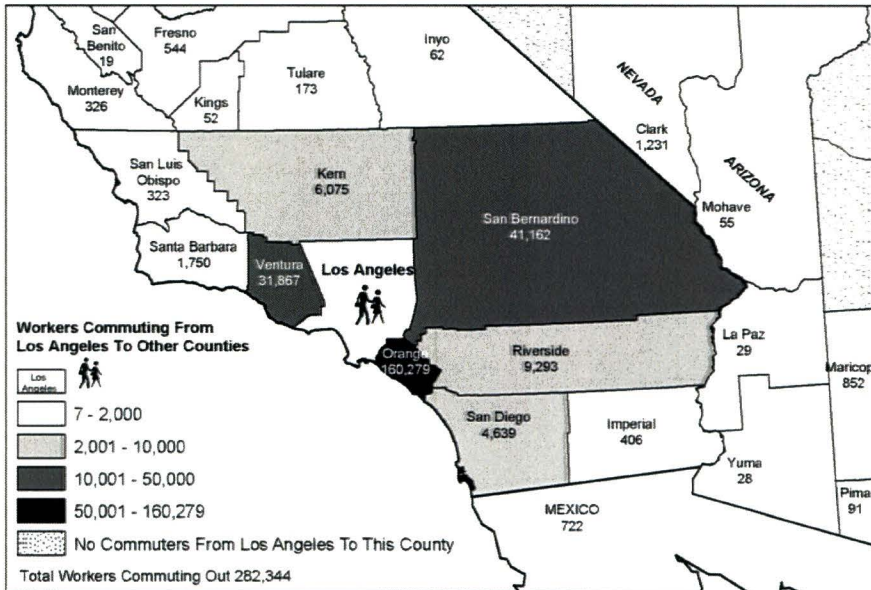 San
Benito
19
Fresno
544
Inyo
62
Tulare
173
Monterey
326
Kings
52
NEVADA
Clark
1,231
ARIZONA
San Luis
Obispo
323
Kern
6,075
San Bernardino
41,162
Mohave
55
Santa Barbara
1,750
Ventura
31,867
Los Angeles
Workers Commuting From
Los Angeles To Other Counties
Los
Angeles
7 - 2,000
2,001 - 10,000
10,001 - 50,000
50,001 - 160,279
No Commuters From Los Angeles To This County
Total Workers Commuting Out 282,344
Orange
160,279
Riverside
9,293
La Paz
29
Maricop
852
San Diego
4,639
Imperial
406
Yuma
28
Pima
91
MEXICO
722